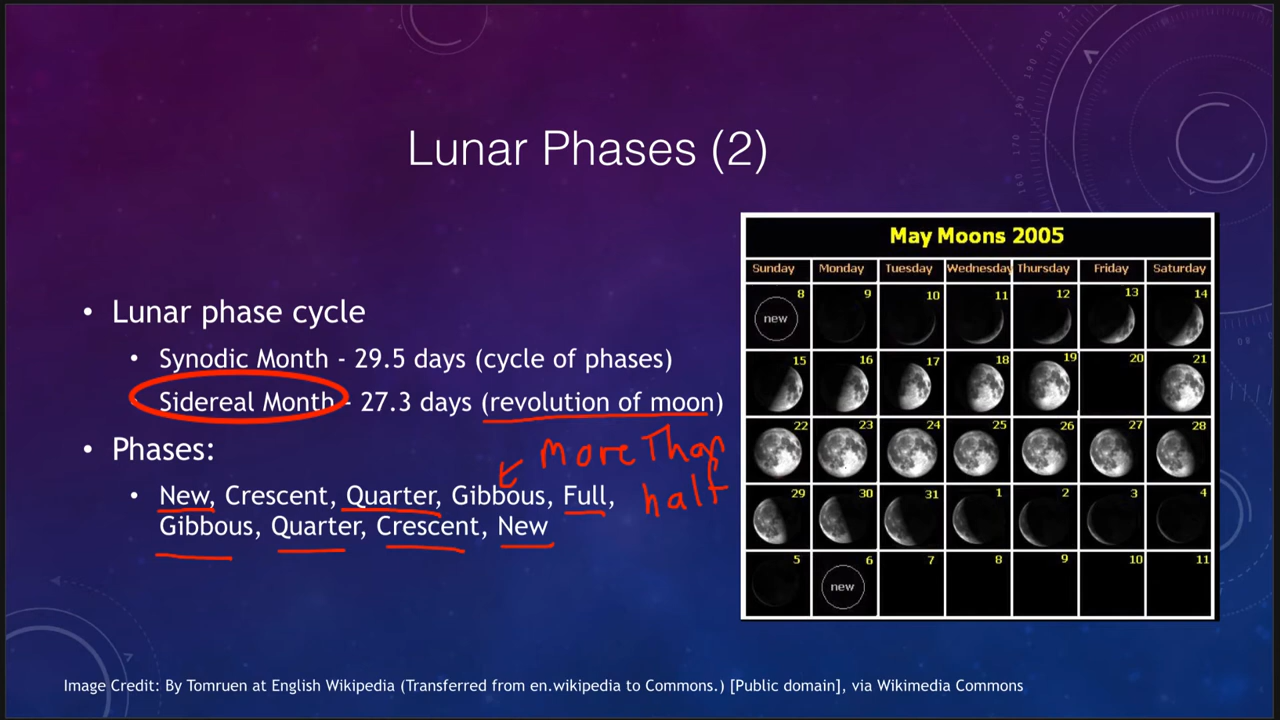 Lunar Phases (2)
• Lunar phase cycle
• Synodic Month - 29.5 days (cycle of phases)
• Sidereal Month - 27.3 days (revolution of moon)
• Phases:
more Than
half
• New, Crescent, Quarter, Gibbous, Full,
Gibbous, Quarter, Crescent, New
May Moons 2005
Sunday Monday Tuesday Wednesday Thursday Friday Saturday
8 9 10 11 12 13 14
new
15 16 17 18 19 20 21
22 23 24 25 26 27 28
29 30 31 1 2 3 4
5 6 7 8 9 10 11
new
Image Credit: By Tomruen at English Wikipedia (Transferred from en.wikipedia to Commons.) [Public domain], via Wikimedia Commons